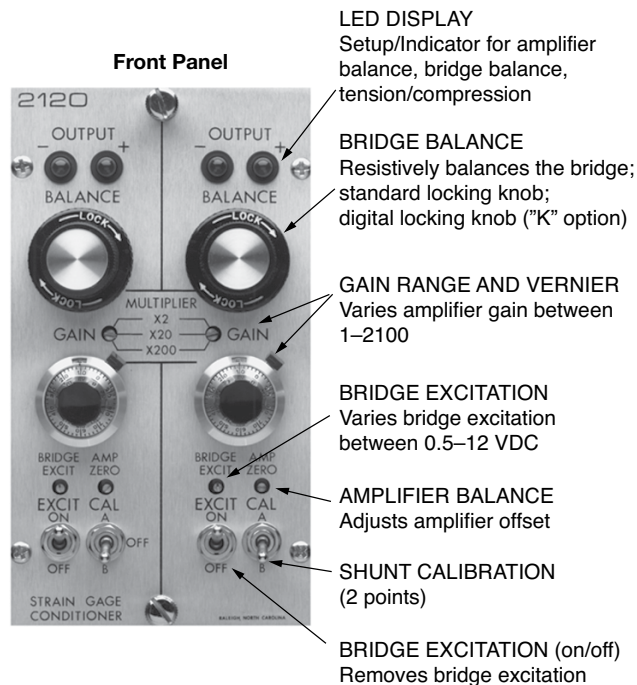 Front Panel
2120
− OUTPUT +
BALANCE
LOCK
LOCK
− OUTPUT +
BALANCE
LOCK
LOCK
MULTIPLIER
X2
GAIN X20 GAIN
X200
BRIDGE EXCIT
AMP ZERO
EXCIT
ON
OFF
CAL
A
OFF
B
BRIDGE EXCIT
AMP ZERO
EXCIT
ON
OFF
CAL
A
B
STRAIN GAGE
CONDITIONER
RALEIGH, NORTH CAROLINA
LED DISPLAY
Setup/Indicator for amplifier
balance, bridge balance,
tension/compression
BRIDGE BALANCE
Resistively balances the bridge;
standard locking knob;
digital locking knob (”K” option)
GAIN RANGE AND VERNIER
Varies amplifier gain between
1–2100
BRIDGE EXCITATION
Varies bridge excitation
between 0.5–12 VDC
AMPLIFIER BALANCE
Adjusts amplifier offset
SHUNT CALIBRATION
(2 points)
BRIDGE EXCITATION (on/off)
Removes bridge excitation